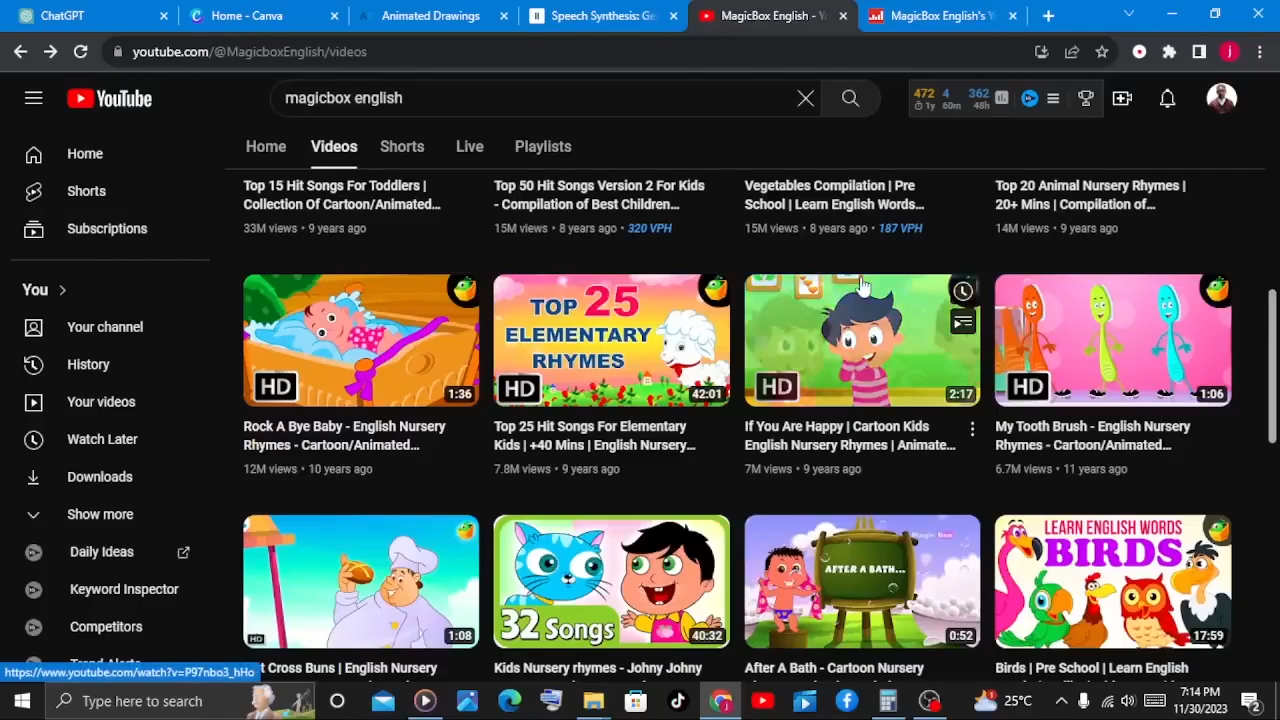 ChatGPT
Home - Canva
Animated Drawings
Speech Synthesis: Ge
MagicBox English - Y
MagicBox English's Y
youtube.com/@MagicboxEnglish/videos
YouTube
magicbox english
472 4 362
1y 60m 48h
Home
Videos
Shorts
Live
Playlists
Home
Shorts
Subscriptions
You
Your channel
History
Your videos
Watch Later
Downloads
Show more
Daily Ideas
Keyword Inspector
Competitors
Trend Alerts
Top 15 Hit Songs For Toddlers |
Collection Of Cartoon/Animated...
33M views • 9 years ago
Top 50 Hit Songs Version 2 For Kids
- Compilation of Best Children...
15M views • 8 years ago • 320 VPH
Vegetables Compilation | Pre
School | Learn English Words...
15M views • 8 years ago • 187 VPH
Top 20 Animal Nursery Rhymes |
20+ Mins | Compilation of...
14M views • 9 years ago
HD
1:36
Rock A Bye Baby - English Nursery
Rhymes - Cartoon/Animated...
12M views • 10 years ago
TOP 25
ELEMENTARY
RHYMES
HD
42:01
Top 25 Hit Songs For Elementary
Kids | +40 Mins | English Nursery...
7.8M views • 9 years ago
HD
2:17
If You Are Happy | Cartoon Kids
English Nursery Rhymes | Animate...
7M views • 9 years ago
HD
1:06
My Tooth Brush - English Nursery
Rhymes - Cartoon/Animated...
6.7M views • 11 years ago
HD
1:08
t Cross Buns | English Nursery
32 Songs
40:32
Kids Nursery rhymes - Johny Johny
Magic Box
AFTER A BATH...
0:52
After A Bath - Cartoon Nursery
LEARN ENGLISH WORDS
BIRDS
17:59
Birds | Pre School | Learn English
https://www.youtube.com/watch?v=P97nbo3_hHo
Type here to search
25°C
7:14 PM
11/30/2023
2